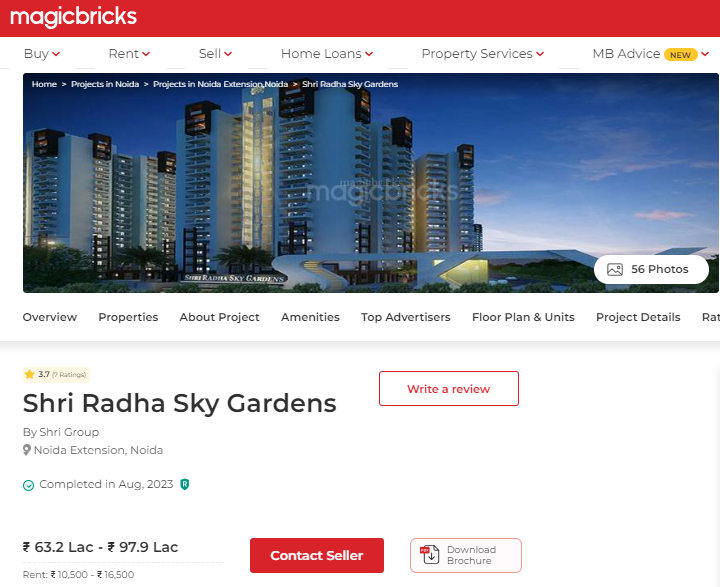 magicbricks
Buy Rent Sell Home Loans Property Services MB Advice NEW
Home > Projects in Noida > Projects in Noida Extension,Noida > Shri Radha Sky Gardens
magicbricks
SHRI RADHA SKY GARDENS
56 Photos
Overview Properties About Project Amenities Top Advertisers Floor Plan & Units Project Details Rat
3.7 (7 Ratings)
Write a review
Shri Radha Sky Gardens
By Shri Group
Noida Extension, Noida
Completed in Aug, 2023 R
₹ 63.2 Lac - ₹ 97.9 Lac
Contact Seller
PDF Download
Brochure
Rent: ₹ 10,500 - ₹ 16,500